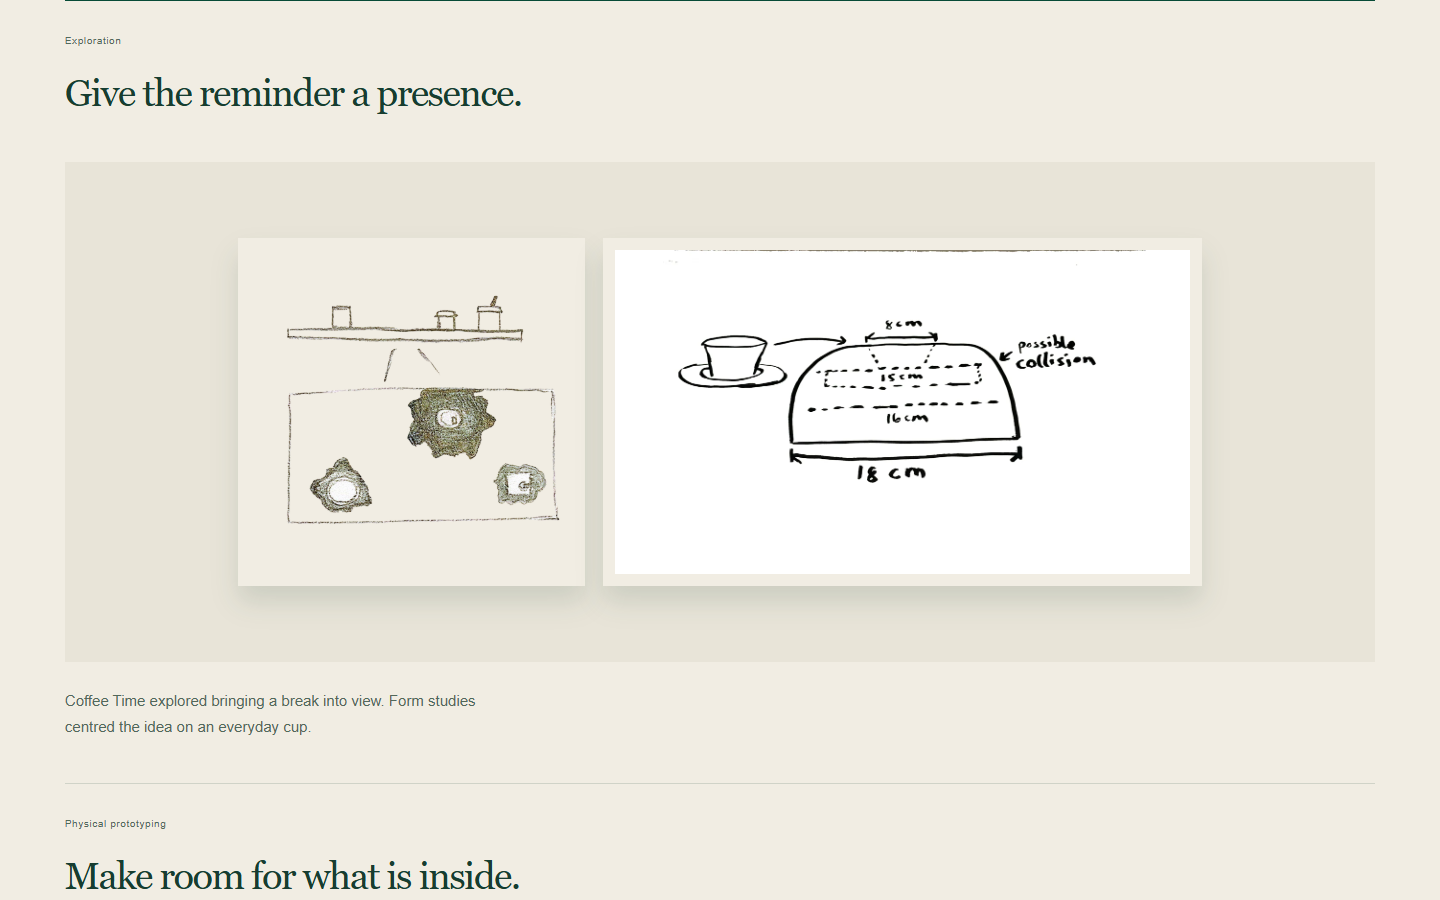 Exploration
Give the reminder a presence.
8cm
possible
collision
15cm
16cm
18 cm
Coffee Time explored bringing a break into view. Form studies
centred the idea on an everyday cup.
Physical prototyping
Make room for what is inside.